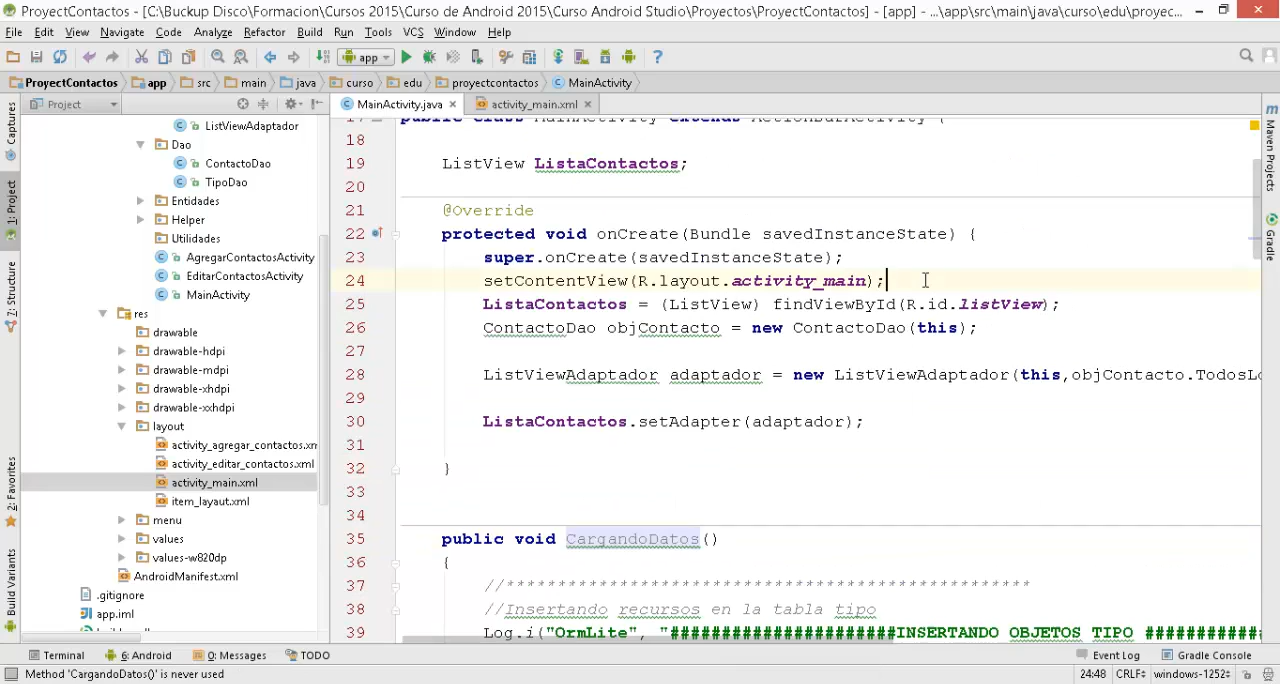 ProyectContactos - [C:\Buckup Disco\Formacion\Cursos 2015\Curso de Android 2015\Curso Android Studio\Proyectos\ProyectContactos] - [app] - ...\app\src\main\java\curso\edu\proyec...
File Edit View Navigate Code Analyze Refactor Build Run Tools VCS Window Help
app
ProyectContactos app src main java curso edu proyectcontactos MainActivity
Project MainActivity.java activity_main.xml
Captures
1: Project
7: Structure
2: Favorites
Build Variants
ListViewAdaptador
Dao
ContactoDao
TipoDao
Entidades
Helper
Utilidades
AgregarContactosActivity
EditarContactosActivity
MainActivity
res
drawable
drawable-hdpi
drawable-mdpi
drawable-xhdpi
drawable-xxhdpi
layout
activity_agregar_contactos.xm
activity_editar_contactos.xml
activity_main.xml
item_layaut.xml
menu
values
values-w820dp
AndroidManifest.xml
.gitignore
app.iml
17 public class MainActivity extends ActionBarActivity {
18
19 ListView ListaContactos;
20
21 @Override
22 protected void onCreate(Bundle savedInstanceState) {
23 super.onCreate(savedInstanceState);
24 setContentView(R.layout.activity_main);
25 ListaContactos = (ListView) findViewById(R.id.listView);
26 ContactoDao objContacto = new ContactoDao(this);
27
28 ListViewAdaptador adaptador = new ListViewAdaptador(this,objContacto.TodosLo
29
30 ListaContactos.setAdapter(adaptador);
31
32 }
33
34
35 public void CargandoDatos()
36 {
37 //**************************************************
38 //Insertando recursos en la tabla tipo
39 Log.i("OrmLite", "######################INSERTANDO OBJETOS TIPO ############
Maven Projects
Gradle
Terminal 6: Android 0: Messages TODO Event Log Gradle Console
Method 'CargandoDatos()' is never used 24:48 CRLF windows-1252